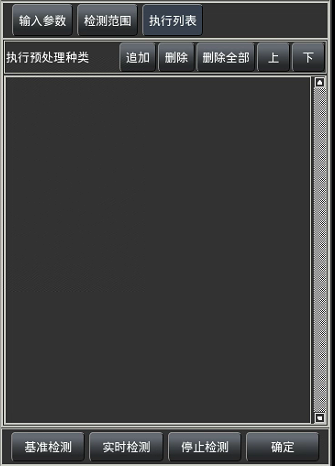 输入参数 检测范围 执行列表
执行预处理种类 追加 删除 删除全部 上 下
基准检测 实时检测 停止检测 确定